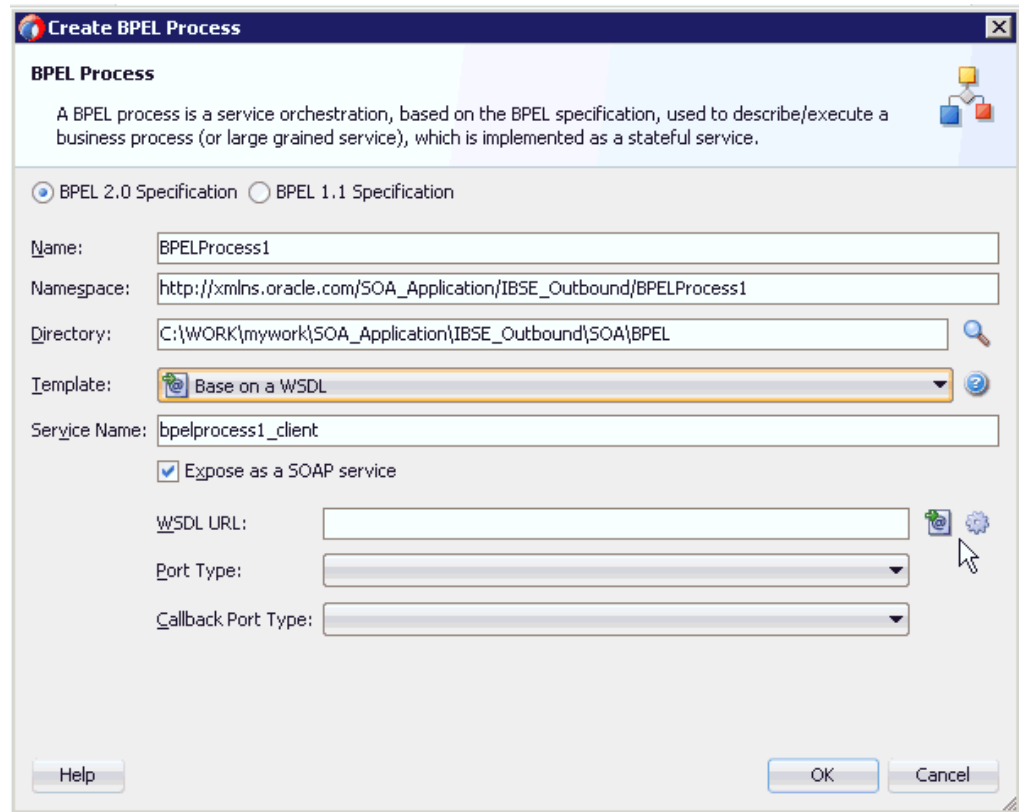 Create BPEL Process
BPEL Process
A BPEL process is a service orchestration, based on the BPEL specification, used to describe/execute a
business process (or large grained service), which is implemented as a stateful service.
BPEL 2.0 Specification BPEL 1.1 Specification
Name: BPELProcess1
Namespace: http://xmlns.oracle.com/SOA_Application/IBSE_Outbound/BPELProcess1
Directory: C:\WORK\mywork\SOA_Application\IBSE_Outbound\SOA\BPEL
Template: Base on a WSDL
Service Name: bpelprocess1_client
Expose as a SOAP service
WSDL URL:
Port Type:
Callback Port Type:
Help OK Cancel